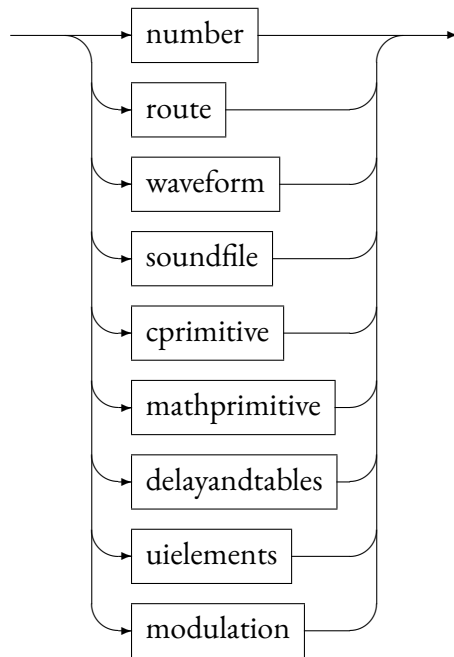 number
route
waveform
soundfile
cprimitive
mathprimitive
delayandtables
uielements
modulation